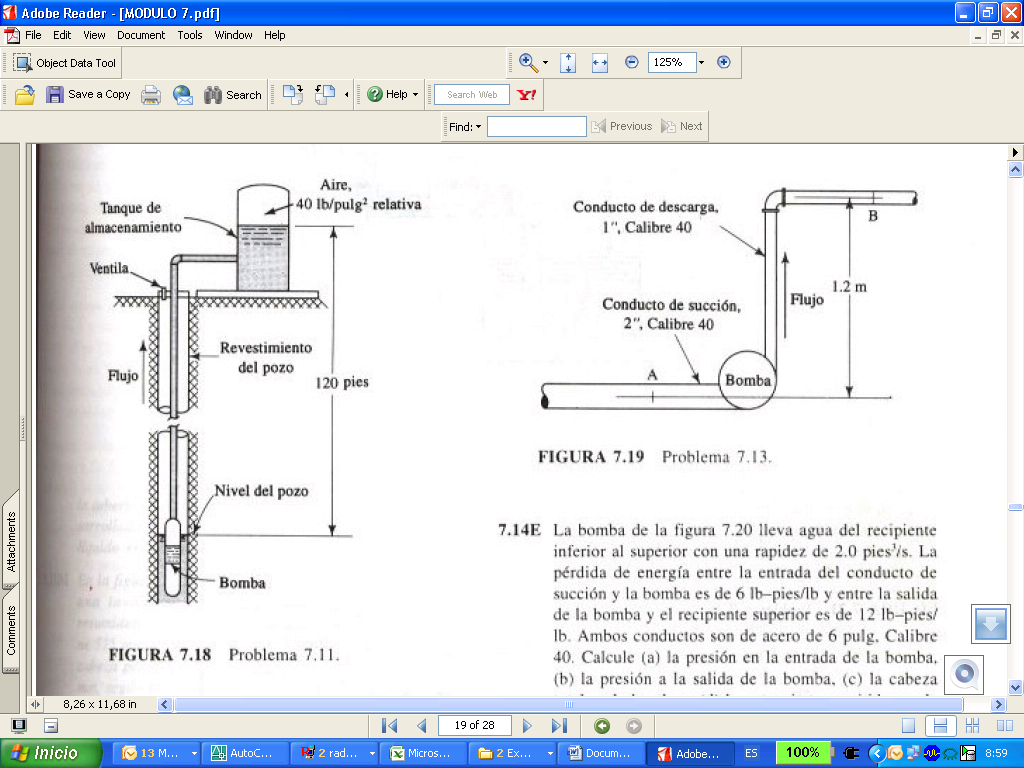 Adobe Reader - [MODULO 7.pdf]
File Edit View Document Tools Window Help
Object Data Tool
125%
Save a Copy
Search
Help
Search Web
Y!
Find:
Previous
Next
Aire,
40 lb/pulg² relativa
Tanque de
almacenamiento
Ventila
Revestimiento
del pozo
Flujo
120 pies
Nivel del pozo
Bomba
FIGURA 7.18 Problema 7.11.
Conducto de descarga,
1", Calibre 40
B
1.2 m
Flujo
Conducto de succión,
2", Calibre 40
A
Bomba
FIGURA 7.19 Problema 7.13.
7.14E La bomba de la figura 7.20 lleva agua del recipiente
inferior al superior con una rapidez de 2.0 pies³/s. La
pérdida de energía entre la entrada del conducto de
succión y la bomba es de 6 lb–pies/lb y entre la salida
de la bomba y el recipiente superior es de 12 lb–pies/
lb. Ambos conductos son de acero de 6 pulg, Calibre
40. Calcule (a) la presión en la entrada de la bomba,
(b) la presión a la salida de la bomba, (c) la cabeza
Attachments
Comments
8,26 x 11,68 in
19 of 28
Inicio
13 M...
AutoC...
2 rad...
Micros...
2 Ex...
Docum...
Adobe...
ES
100%
8:59